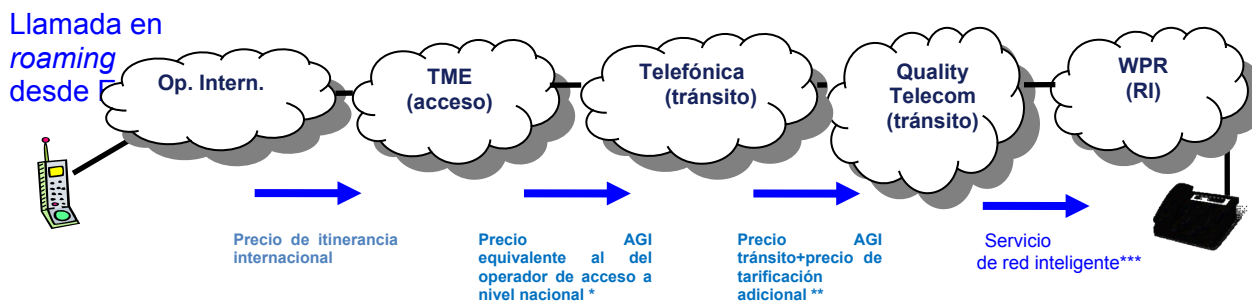 Llamada en
roaming
desde
Op. Intern.
TME
(acceso)
Telefónica
(tránsito)
Quality
Telecom
(tránsito)
WPR
(RI)
Precio de itinerancia
internacional
Precio AGI
equivalente al del
operador de acceso a
nivel nacional *
Precio AGI
tránsito+precio de
tarificación
adicional **
Servicio
de red inteligente***